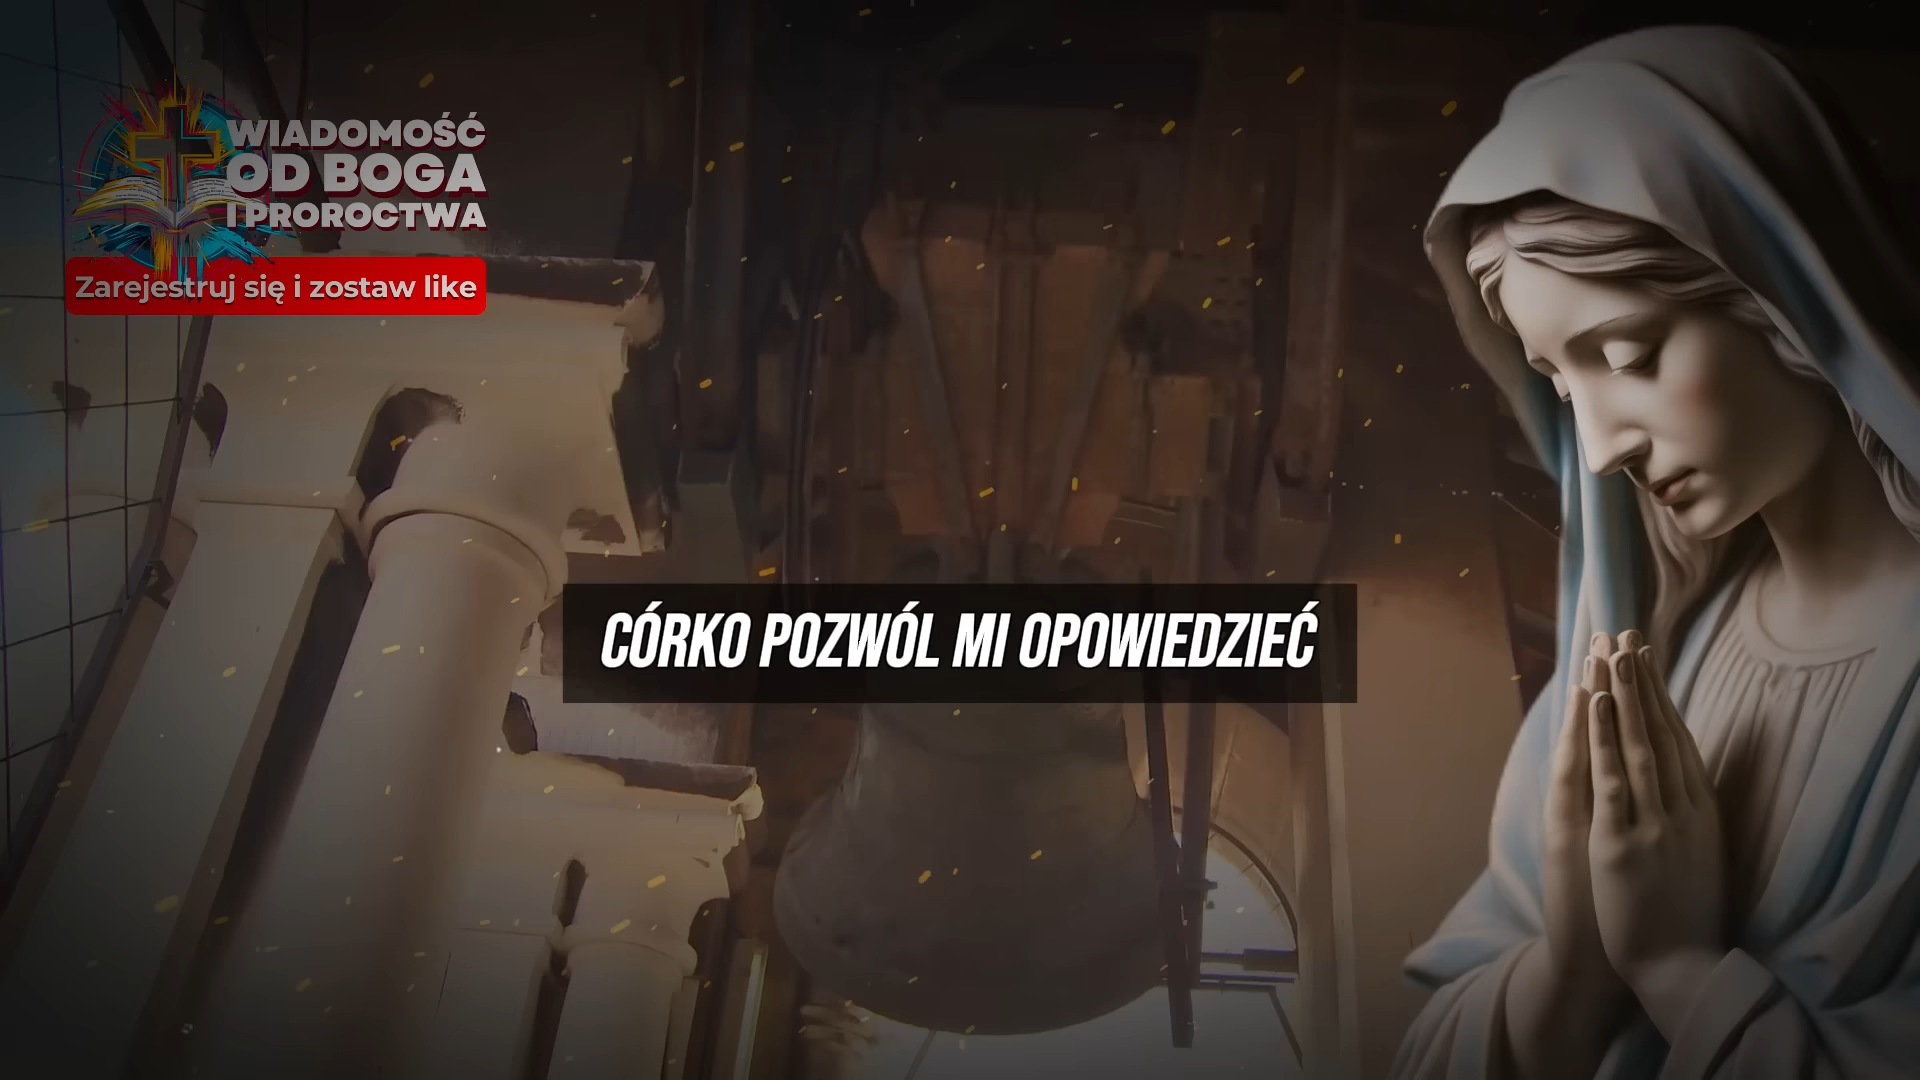 WIADOMOŚĆ
OD BOGA
I PROROCTWA
Zarejestruj się i zostaw like
CÓRKO POZWÓL MI OPOWIEDZIEĆ